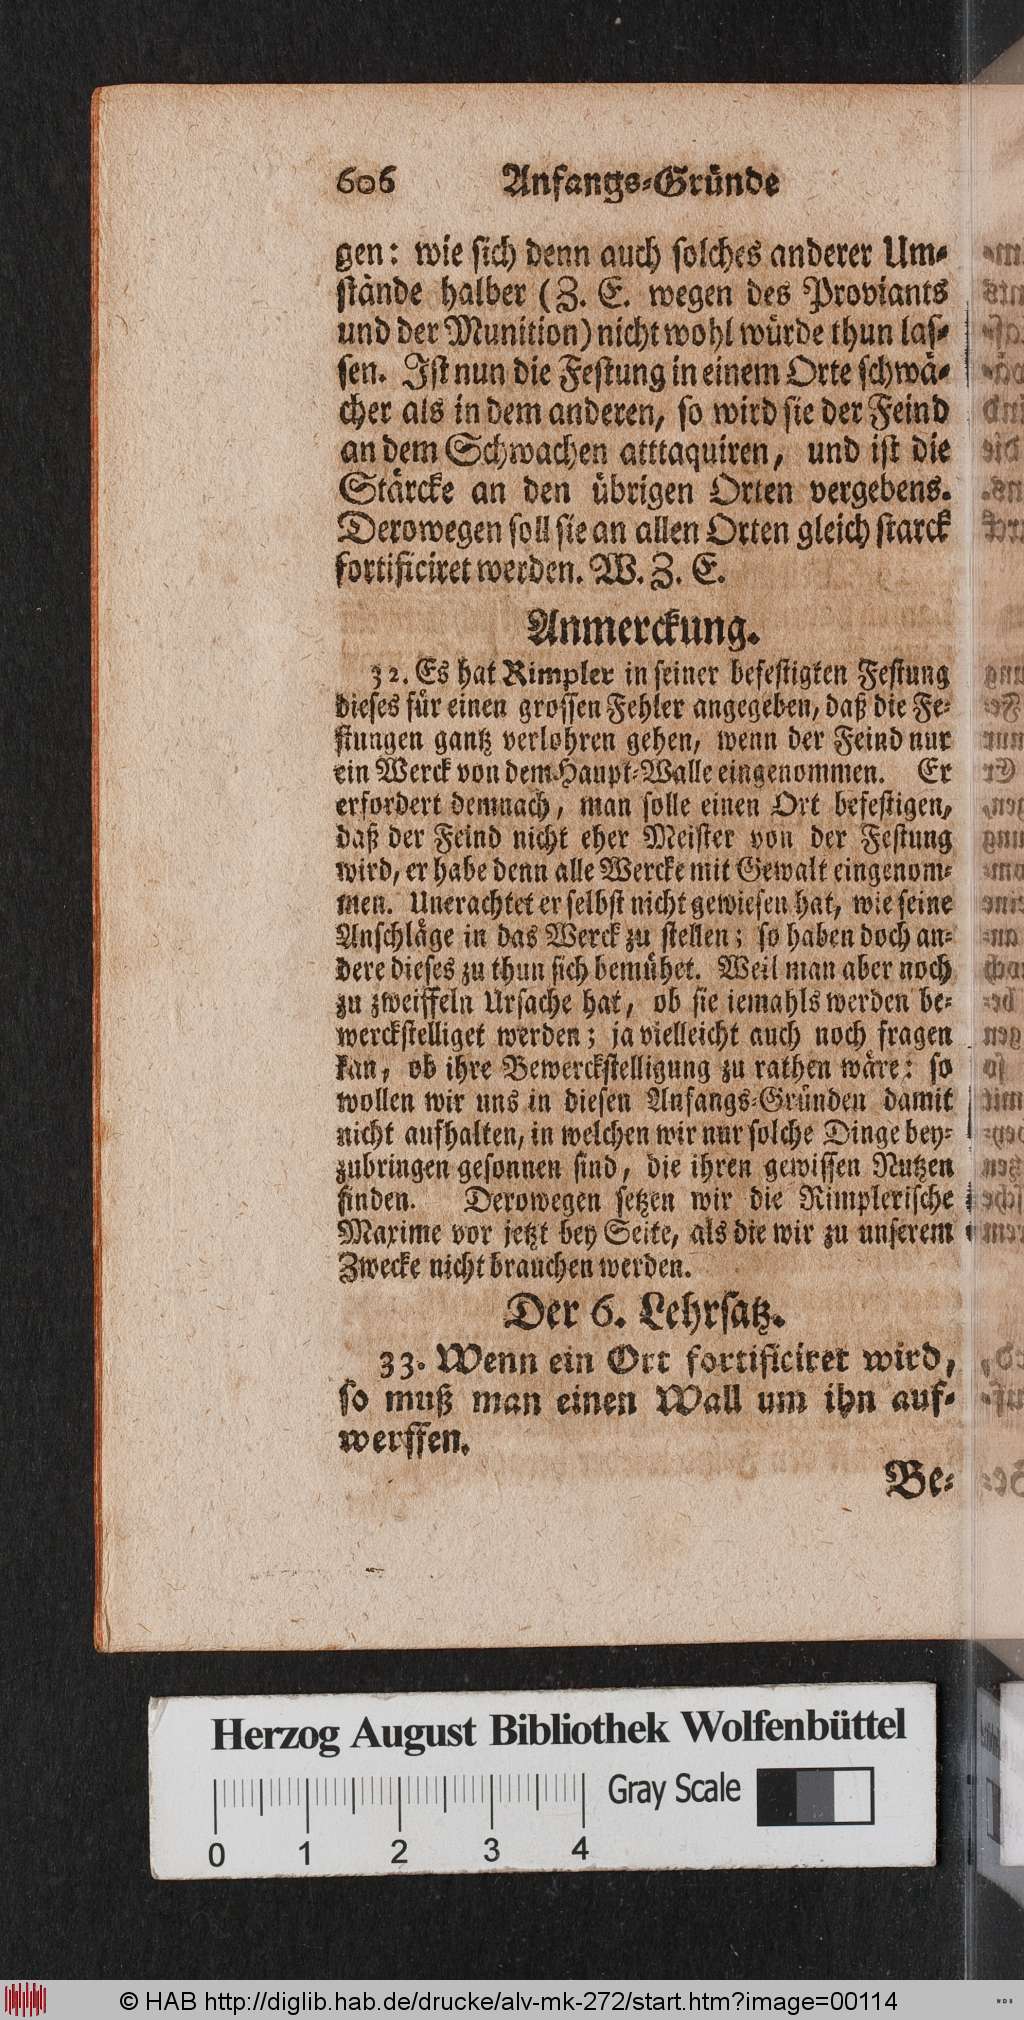 606 Anfangs-Gründe
gen: wie sich denn auch solches anderer Um-
stände halber (Z. E. wegen des Proviants
und der Munition) nicht wohl würde thun las-
sen. Ist nun die Festung in einem Orte schwä-
cher als in dem anderen, so wird sie der Feind
an dem Schwachen atttaquiren, und ist die
Stärcke an den übrigen Orten vergebens.
Derowegen soll sie an allen Orten gleich starck
fortificiret werden. W. Z. E.
Anmerckung.
32. Es hat Rimpler in seiner befestigten Festung
dieses für einen grossen Fehler angegeben, daß die Fe-
stungen gantz verlohren gehen, wenn der Feind nur
ein Werck von dem Haupt-Walle eingenommen. Er
erfordert demnach, man solle einen Ort befestigen,
daß der Feind nicht eher Meister von der Festung
wird, er habe denn alle Wercke mit Gewalt eingenom-
men. Unerachtet er selbst nicht gewiesen hat, wie seine
Anschläge in das Werck zu stellen; so haben doch an-
dere dieses zu thun sich bemühet. Weil man aber noch
zu zweiffeln Ursache hat, ob sie iemahls werden be-
werckstelliget werden; ja vielleicht auch noch fragen
kan, ob ihre Bewerckstelligung zu rathen wäre: so
wollen wir uns in diesen Anfangs-Gründen damit
nicht aufhalten, in welchen wir nur solche Dinge bey-
zubringen gesonnen sind, die ihren gewissen Nutzen
finden. Derowegen setzen wir die Rimplerische
Maxime vor jetzt bey Seite, als die wir zu unserem
Zwecke nicht brauchen werden.
Der 6. Lehrsatz.
33. Wenn ein Ort fortificiret wird,
so muß man einen Wall um ihn auf-
werffen.
Be-
Herzog August Bibliothek Wolfenbüttel
Gray Scale
0 1 2 3 4
© HAB http://diglib.hab.de/drucke/alv-mk-272/start.htm?image=00114